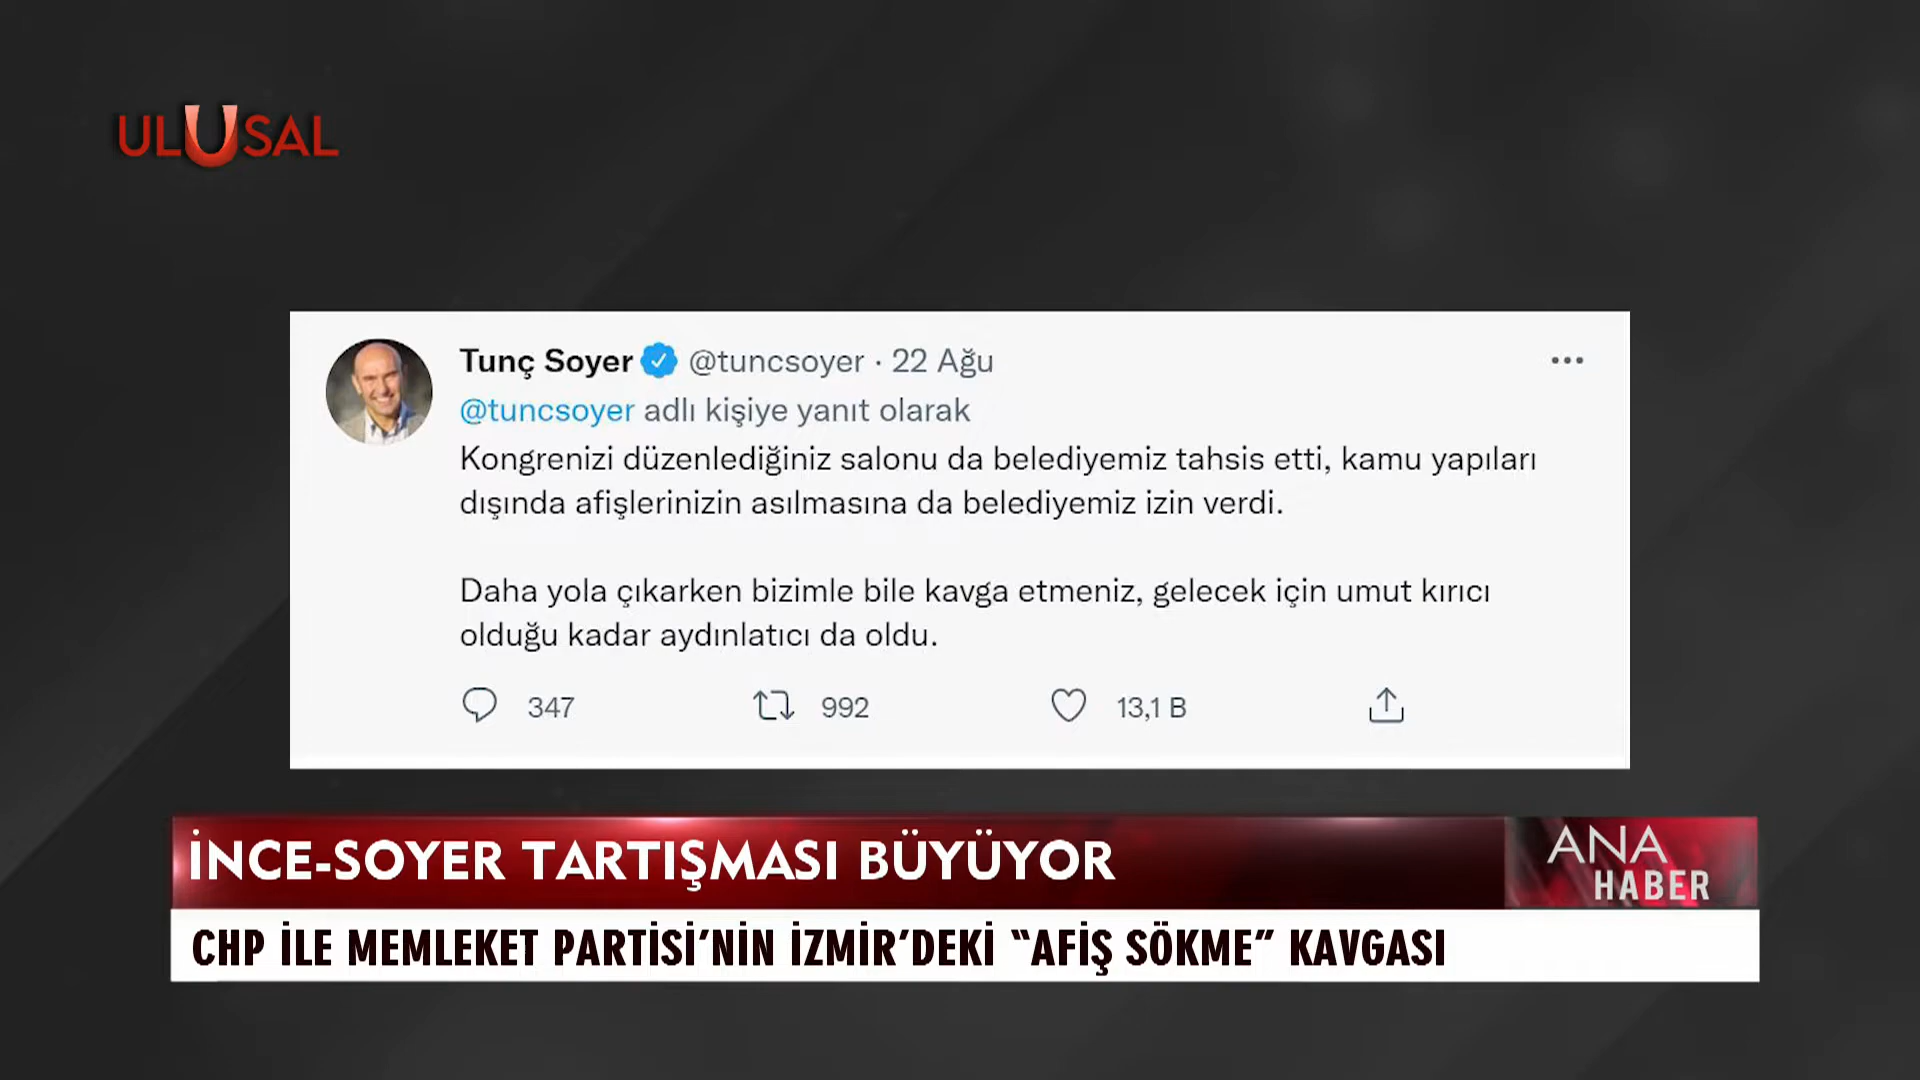 ULUSAL
Tunç Soyer @tuncsoyer · 22 Ağu
@tuncsoyer adlı kişiye yanıt olarak
Kongrenizi düzenlediğiniz salonu da belediyemiz tahsis etti, kamu yapıları
dışında afişlerinizin asılmasına da belediyemiz izin verdi.
Daha yola çıkarken bizimle bile kavga etmeniz, gelecek için umut kırıcı
olduğu kadar aydınlatıcı da oldu.
347 992 13,1 B
İNCE-SOYER TARTIŞMASI BÜYÜYOR
ANA
HABER
CHP İLE MEMLEKET PARTİSİ’NİN İZMİR’DEKİ “AFİŞ SÖKME” KAVGASI